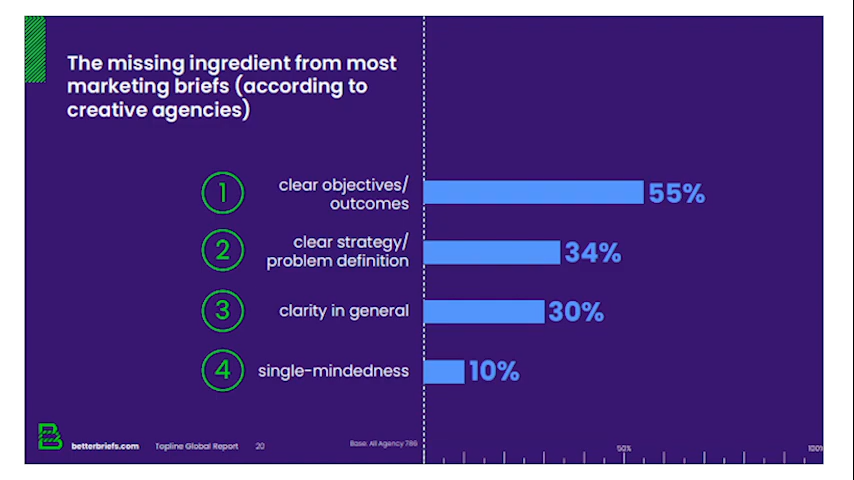 The missing ingredient from most
marketing briefs (according to
creative agencies)
1
clear objectives/
outcomes
55%
2
clear strategy/
problem definition
34%
3
clarity in general
30%
4
single-mindedness
10%
betterbriefs.com
Topline Global Report
20
Base: All Agency 789
50%
100%